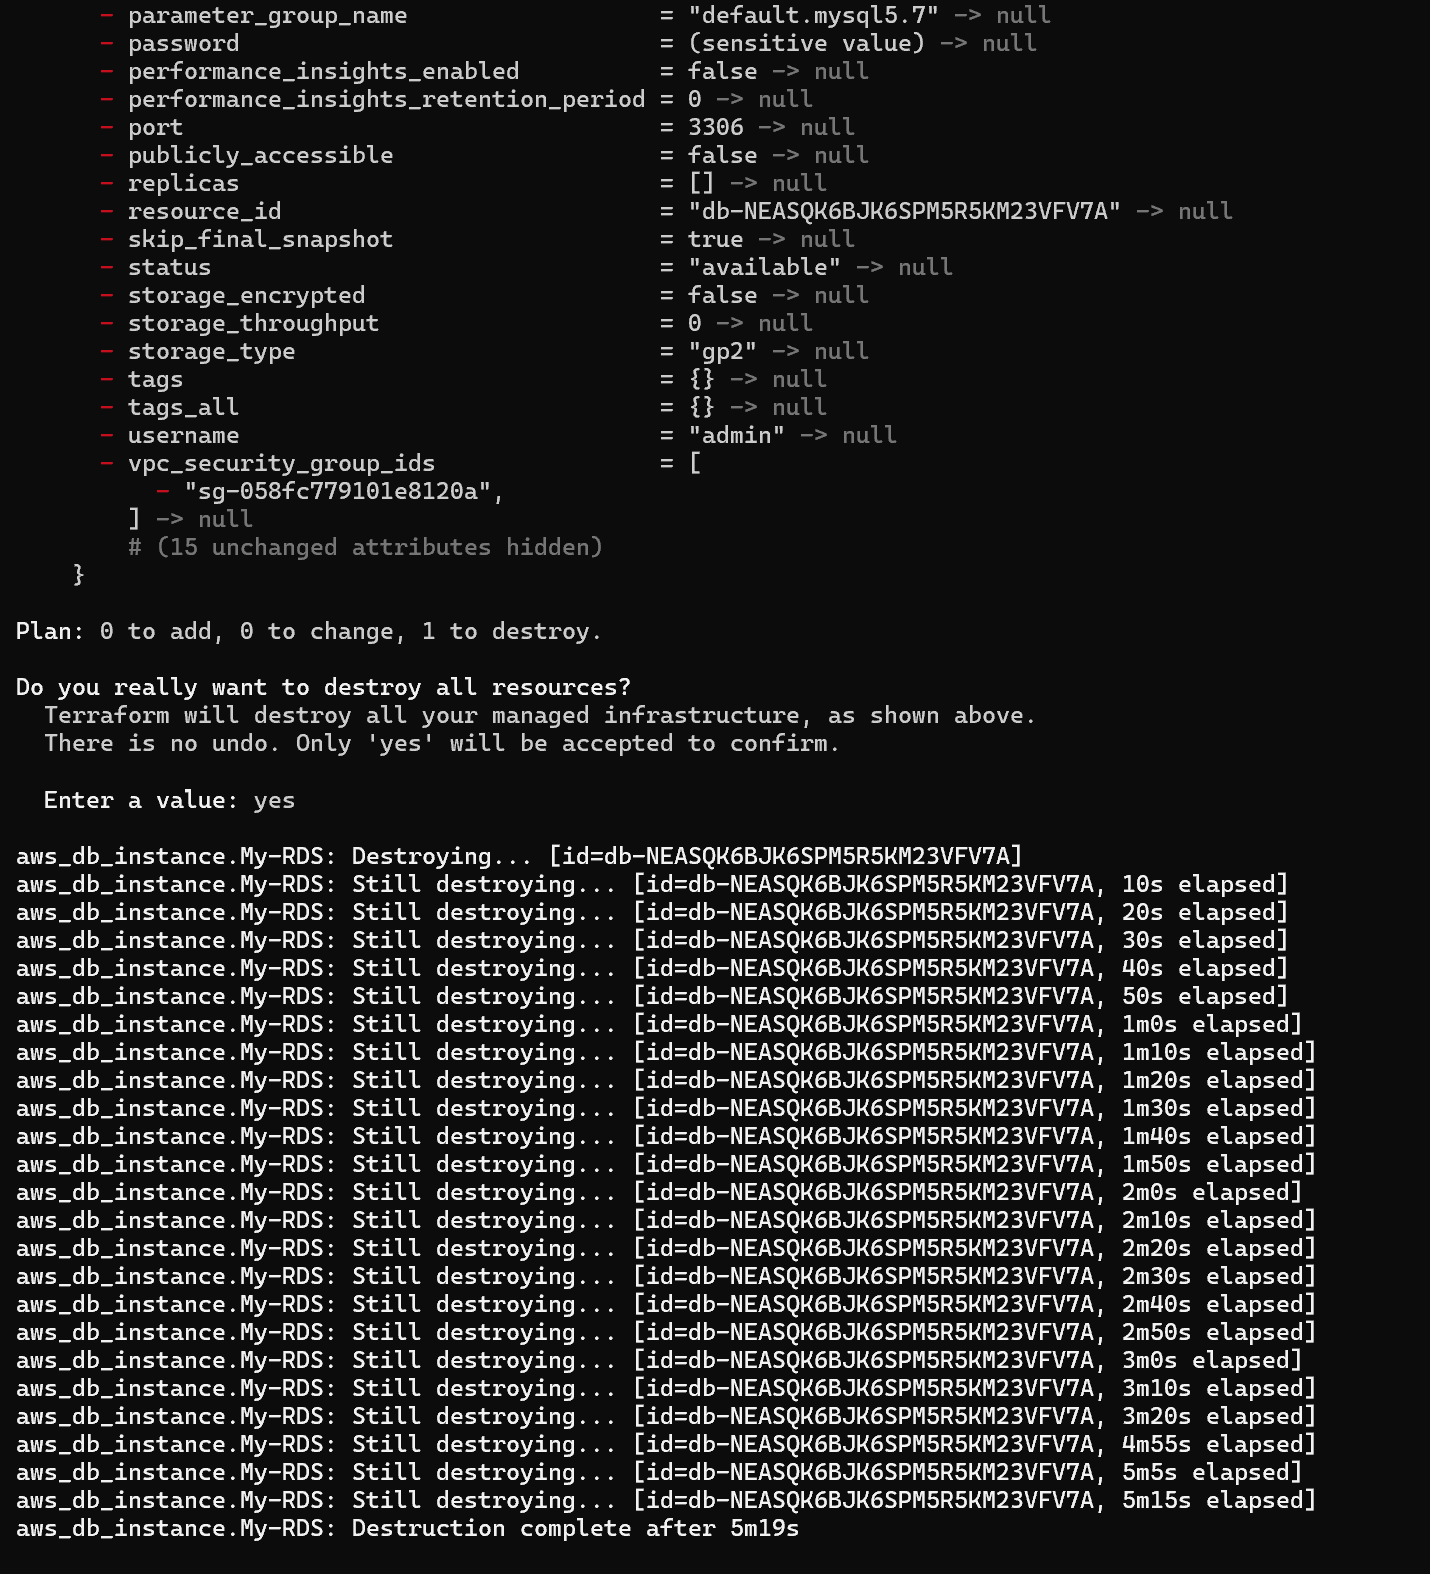 - parameter_group_name                  = "default.mysql5.7" -> null
- password                              = (sensitive value) -> null
- performance_insights_enabled          = false -> null
- performance_insights_retention_period = 0 -> null
- port                                  = 3306 -> null
- publicly_accessible                   = false -> null
- replicas                              = [] -> null
- resource_id                           = "db-NEASQK6BJK6SPM5R5KM23VFV7A" -> null
- skip_final_snapshot                   = true -> null
- status                                = "available" -> null
- storage_encrypted                     = false -> null
- storage_throughput                    = 0 -> null
- storage_type                          = "gp2" -> null
- tags                                  = {} -> null
- tags_all                              = {} -> null
- username                              = "admin" -> null
- vpc_security_group_ids                = [
- "sg-058fc779101e8120a",
] -> null
# (15 unchanged attributes hidden)
}
Plan: 0 to add, 0 to change, 1 to destroy.
Do you really want to destroy all resources?
Terraform will destroy all your managed infrastructure, as shown above.
There is no undo. Only 'yes' will be accepted to confirm.
Enter a value: yes
aws_db_instance.My-RDS: Destroying... [id=db-NEASQK6BJK6SPM5R5KM23VFV7A]
aws_db_instance.My-RDS: Still destroying... [id=db-NEASQK6BJK6SPM5R5KM23VFV7A, 10s elapsed]
aws_db_instance.My-RDS: Still destroying... [id=db-NEASQK6BJK6SPM5R5KM23VFV7A, 20s elapsed]
aws_db_instance.My-RDS: Still destroying... [id=db-NEASQK6BJK6SPM5R5KM23VFV7A, 30s elapsed]
aws_db_instance.My-RDS: Still destroying... [id=db-NEASQK6BJK6SPM5R5KM23VFV7A, 40s elapsed]
aws_db_instance.My-RDS: Still destroying... [id=db-NEASQK6BJK6SPM5R5KM23VFV7A, 50s elapsed]
aws_db_instance.My-RDS: Still destroying... [id=db-NEASQK6BJK6SPM5R5KM23VFV7A, 1m0s elapsed]
aws_db_instance.My-RDS: Still destroying... [id=db-NEASQK6BJK6SPM5R5KM23VFV7A, 1m10s elapsed]
aws_db_instance.My-RDS: Still destroying... [id=db-NEASQK6BJK6SPM5R5KM23VFV7A, 1m20s elapsed]
aws_db_instance.My-RDS: Still destroying... [id=db-NEASQK6BJK6SPM5R5KM23VFV7A, 1m30s elapsed]
aws_db_instance.My-RDS: Still destroying... [id=db-NEASQK6BJK6SPM5R5KM23VFV7A, 1m40s elapsed]
aws_db_instance.My-RDS: Still destroying... [id=db-NEASQK6BJK6SPM5R5KM23VFV7A, 1m50s elapsed]
aws_db_instance.My-RDS: Still destroying... [id=db-NEASQK6BJK6SPM5R5KM23VFV7A, 2m0s elapsed]
aws_db_instance.My-RDS: Still destroying... [id=db-NEASQK6BJK6SPM5R5KM23VFV7A, 2m10s elapsed]
aws_db_instance.My-RDS: Still destroying... [id=db-NEASQK6BJK6SPM5R5KM23VFV7A, 2m20s elapsed]
aws_db_instance.My-RDS: Still destroying... [id=db-NEASQK6BJK6SPM5R5KM23VFV7A, 2m30s elapsed]
aws_db_instance.My-RDS: Still destroying... [id=db-NEASQK6BJK6SPM5R5KM23VFV7A, 2m40s elapsed]
aws_db_instance.My-RDS: Still destroying... [id=db-NEASQK6BJK6SPM5R5KM23VFV7A, 2m50s elapsed]
aws_db_instance.My-RDS: Still destroying... [id=db-NEASQK6BJK6SPM5R5KM23VFV7A, 3m0s elapsed]
aws_db_instance.My-RDS: Still destroying... [id=db-NEASQK6BJK6SPM5R5KM23VFV7A, 3m10s elapsed]
aws_db_instance.My-RDS: Still destroying... [id=db-NEASQK6BJK6SPM5R5KM23VFV7A, 3m20s elapsed]
aws_db_instance.My-RDS: Still destroying... [id=db-NEASQK6BJK6SPM5R5KM23VFV7A, 4m55s elapsed]
aws_db_instance.My-RDS: Still destroying... [id=db-NEASQK6BJK6SPM5R5KM23VFV7A, 5m5s elapsed]
aws_db_instance.My-RDS: Still destroying... [id=db-NEASQK6BJK6SPM5R5KM23VFV7A, 5m15s elapsed]
aws_db_instance.My-RDS: Destruction complete after 5m19s